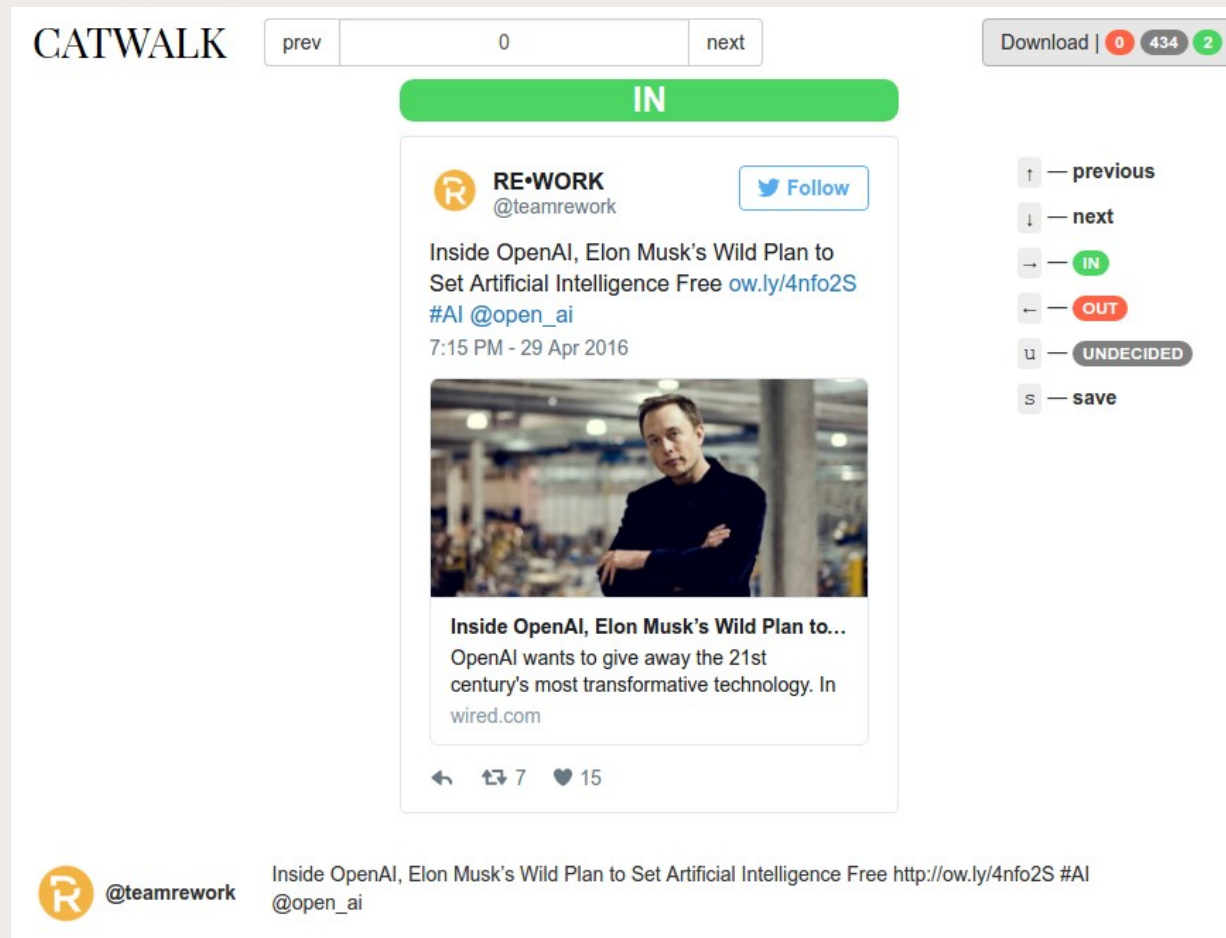 CATWALK
prev 0 next
Download | 0 434 2
IN
RE•WORK
@teamrework
Follow
Inside OpenAI, Elon Musk’s Wild Plan to
Set Artificial Intelligence Free ow.ly/4nfo2S
#AI @open_ai
7:15 PM - 29 Apr 2016
Inside OpenAI, Elon Musk’s Wild Plan to…
OpenAI wants to give away the 21st
century's most transformative technology. In
wired.com
7 15
↑ — previous
↓ — next
→ — IN
← — OUT
u — UNDECIDED
s — save
@teamrework
Inside OpenAI, Elon Musk’s Wild Plan to Set Artificial Intelligence Free http://ow.ly/4nfo2S #AI
@open_ai